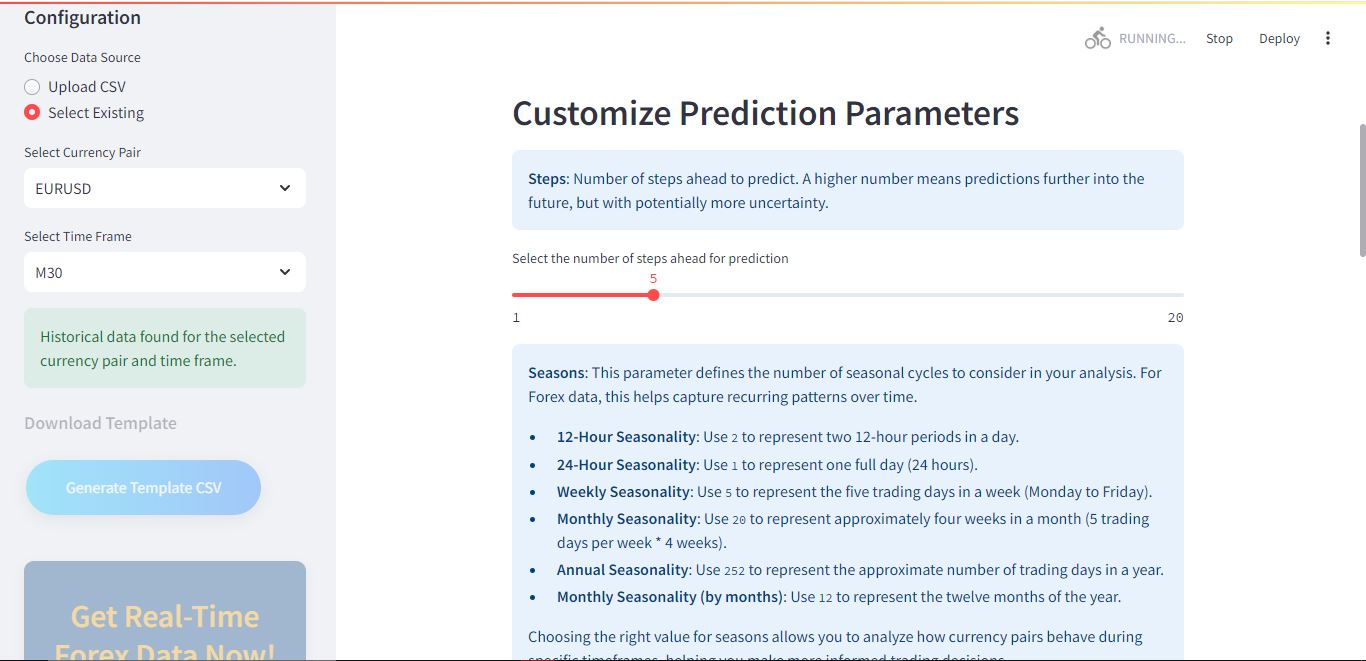 Configuration
Choose Data Source
Upload CSV
Select Existing
Select Currency Pair
EURUSD
Select Time Frame
M30
Historical data found for the selected
currency pair and time frame.
Download Template
Generate Template CSV
Get Real-Time
Forex Data Now!
RUNNING...
Stop
Deploy
Customize Prediction Parameters
Steps: Number of steps ahead to predict. A higher number means predictions further into the
future, but with potentially more uncertainty.
Select the number of steps ahead for prediction
5
1
20
Seasons: This parameter defines the number of seasonal cycles to consider in your analysis. For
Forex data, this helps capture recurring patterns over time.
• 12-Hour Seasonality: Use 2 to represent two 12-hour periods in a day.
• 24-Hour Seasonality: Use 1 to represent one full day (24 hours).
• Weekly Seasonality: Use 5 to represent the five trading days in a week (Monday to Friday).
• Monthly Seasonality: Use 20 to represent approximately four weeks in a month (5 trading
days per week * 4 weeks).
• Annual Seasonality: Use 252 to represent the approximate number of trading days in a year.
• Monthly Seasonality (by months): Use 12 to represent the twelve months of the year.
Choosing the right value for seasons allows you to analyze how currency pairs behave during
specific timeframes, helping you make more informed trading decisions.